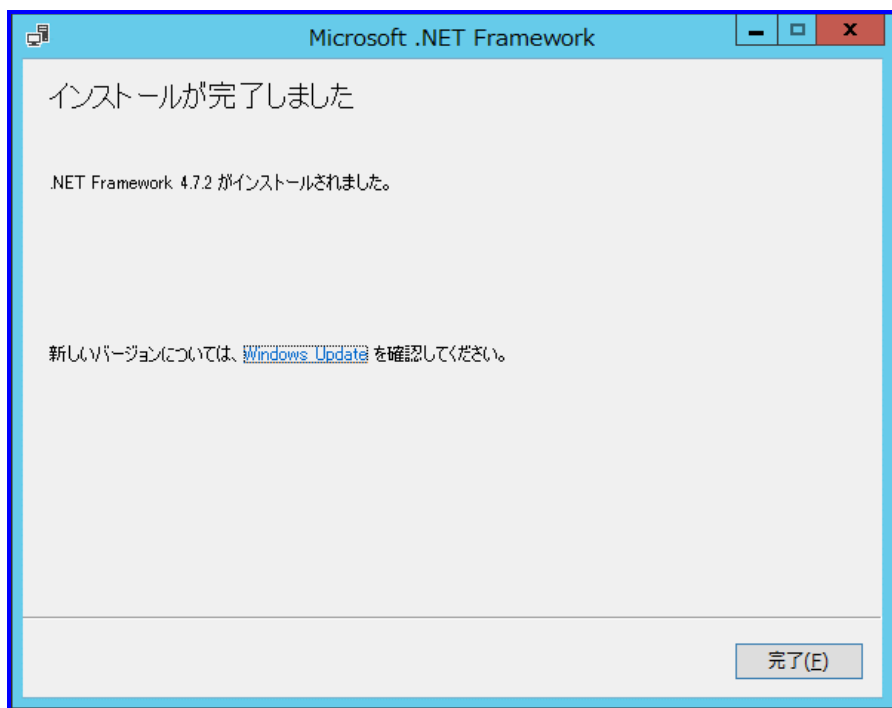 Microsoft .NET Framework
インストールが完了しました
.NET Framework 4.7.2 がインストールされました。
新しいバージョンについては、Windows Update を確認してください。
完了(F)